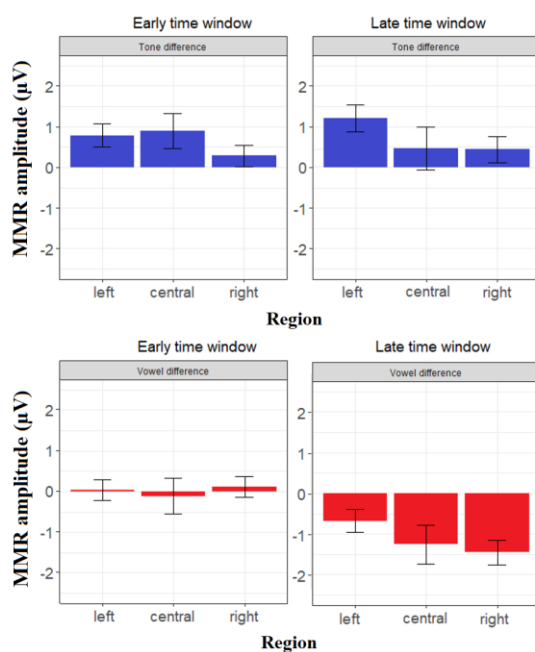 Early time window
Late time window
Tone difference
Tone difference
MMR amplitude (µV)
2
1
0
-1
-2
2
1
0
-1
-2
left central right
left central right
Region
Early time window
Late time window
Vowel difference
Vowel difference
MMR amplitude (µV)
2
1
0
-1
-2
2
1
0
-1
-2
left central right
left central right
Region